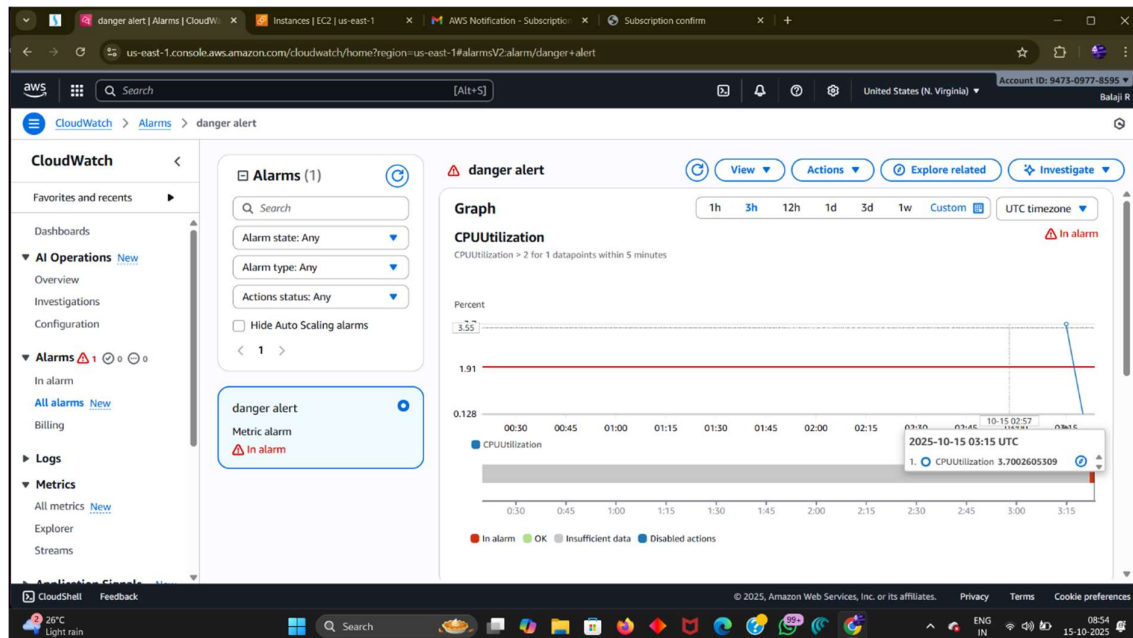 danger alert | Alarms | CloudW
Instances | EC2 | us-east-1
AWS Notification - Subscription
Subscription confirm
us-east-1.console.aws.amazon.com/cloudwatch/home?region=us-east-1#alarmsV2:alarm/danger+alert
aws
Search
[Alt+S]
United States (N. Virginia)
Account ID: 9473-0977-8595
Balaji R
CloudWatch > Alarms > danger alert
CloudWatch
Favorites and recents
Dashboards
AI Operations New
Overview
Investigations
Configuration
Alarms 1 0 0
In alarm
All alarms New
Billing
Logs
Metrics
All metrics New
Explorer
Streams
Application Signals
Alarms (1)
Search
Alarm state: Any
Alarm type: Any
Actions status: Any
Hide Auto Scaling alarms
< 1 >
danger alert
Metric alarm
In alarm
danger alert
View
Actions
Explore related
Investigate
Graph
1h 3h 12h 1d 3d 1w Custom
UTC timezone
CPUUtilization
In alarm
CPUUtilization > 2 for 1 datapoints within 5 minutes
Percent
3.55
1.91
0.128
00:30 00:45 01:00 01:15 01:30 01:45 02:00 02:15 02:30 02:45
10-15 02:57
03:15
CPUUtilization
2025-10-15 03:15 UTC
1. CPUUtilization 3.7002605309
0:30 0:45 1:00 1:15 1:30 1:45 2:00 2:15 2:30 2:45 3:00 3:15
In alarm OK Insufficient data Disabled actions
CloudShell Feedback
© 2025, Amazon Web Services, Inc. or its affiliates. Privacy Terms Cookie preferences
2
26°C
Light rain
Search
99+
ENG
IN
08:54
15-10-2025